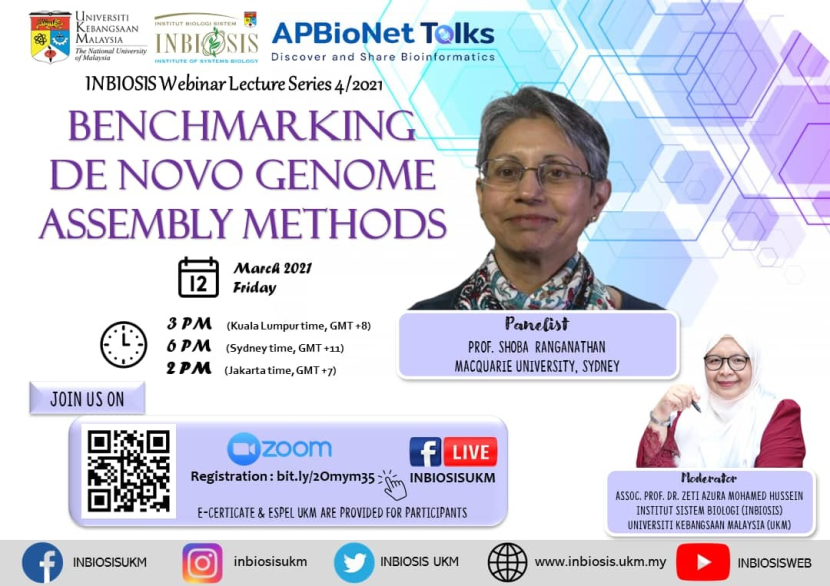 UNIVERSITI
KEBANGSAAN
MALAYSIA
The National University
of Malaysia
INSTITUT BIOLOGI SISTEM
INBIOSIS
INSTITUTE OF SYSTEMS BIOLOGY
APBioNet Talks
Discover and Share Bioinformatics
INBIOSIS Webinar Lecture Series 4/2021
BENCHMARKING
DE NOVO GENOME
ASSEMBLY METHODS
12
March 2021
Friday
3 PM (Kuala Lumpur time, GMT +8)
6 PM (Sydney time, GMT +11)
2 PM (Jakarta time, GMT +7)
Panelist
PROF. SHOBA RANGANATHAN
MACQUARIE UNIVERSITY, SYDNEY
JOIN US ON
zoom
Registration : bit.ly/2Omym35
f LIVE
INBIOSISUKM
E-CERTICATE & ESPEL UKM ARE PROVIDED FOR PARTICIPANTS
Moderator
ASSOC. PROF. DR. ZETI AZURA MOHAMED HUSSEIN
INSTITUT SISTEM BIOLOGI (INBIOSIS)
UNIVERSITI KEBANGSAAN MALAYSIA (UKM)
f INBIOSISUKM inbiosisukm INBIOSIS UKM www.inbiosis.ukm.my INBIOSISWEB